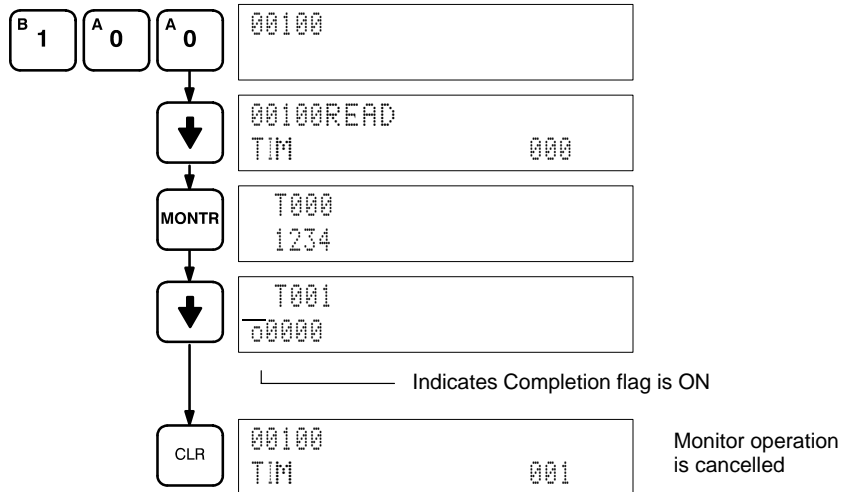 B 1 A 0 A 0 00100
00100READ
TIM 000
MONTR T000
1234
T001
o0000
Indicates Completion flag is ON
CLR 00100
TIM 001
Monitor operation
is cancelled